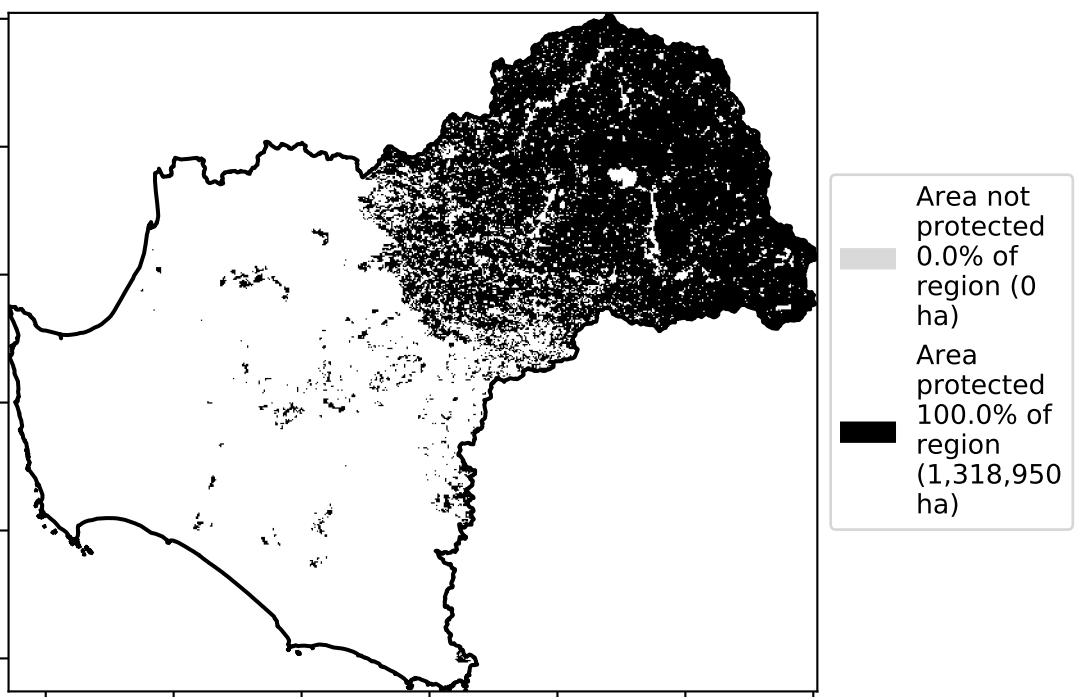 Area not
protected
0.0% of
region (0
ha)
Area
protected
100.0% of
region
(1,318,950
ha)